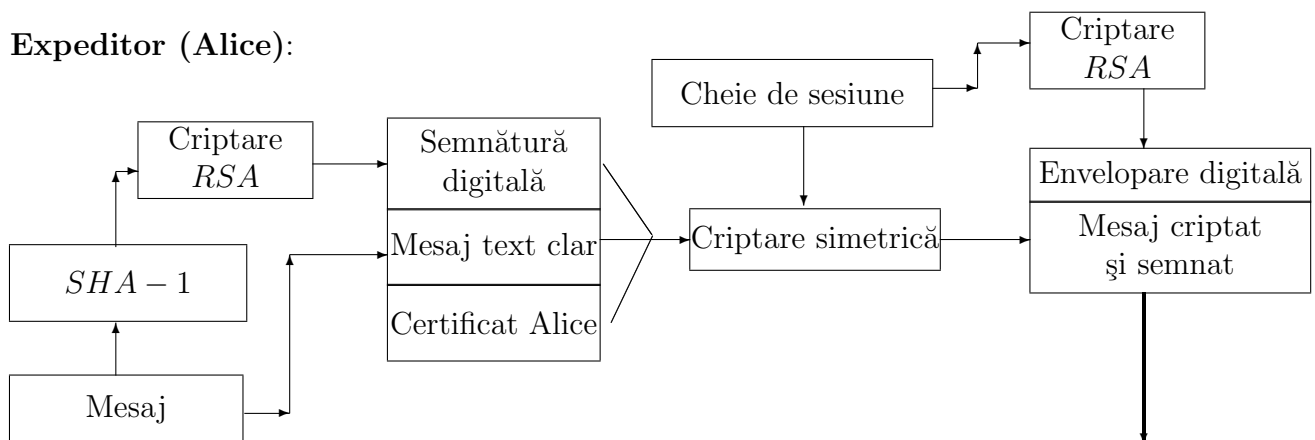 Expeditor (Alice):
Criptare
RSA
Cheie de sesiune
Criptare
RSA
Semnătură
digitală
Envelopare digitală
Mesaj text clar
Criptare simetrică
Mesaj criptat
şi semnat
SHA − 1
Certificat Alice
Mesaj